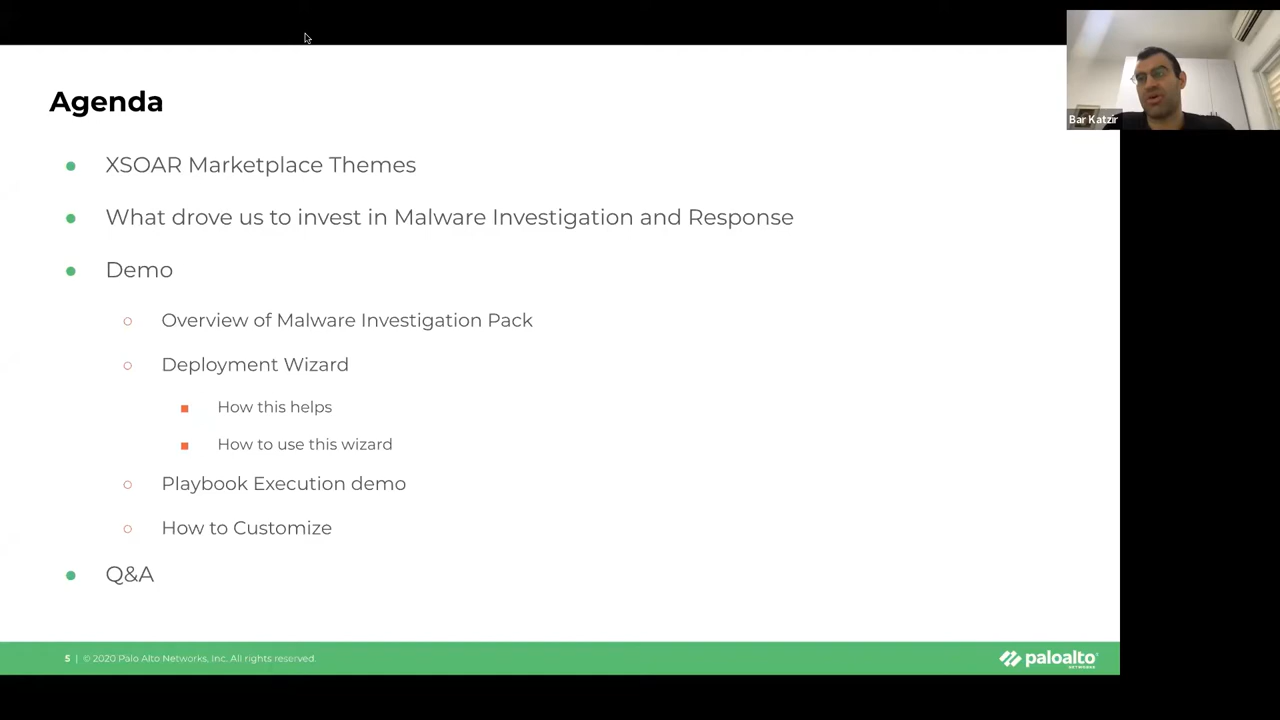 Agenda
XSOAR Marketplace Themes
What drove us to invest in Malware Investigation and Response
Demo
Overview of Malware Investigation Pack
Deployment Wizard
How this helps
How to use this wizard
Playbook Execution demo
How to Customize
Q&A
5 | © 2020 Palo Alto Networks, Inc. All rights reserved.
paloalto
NETWORKS
Bar Katzir